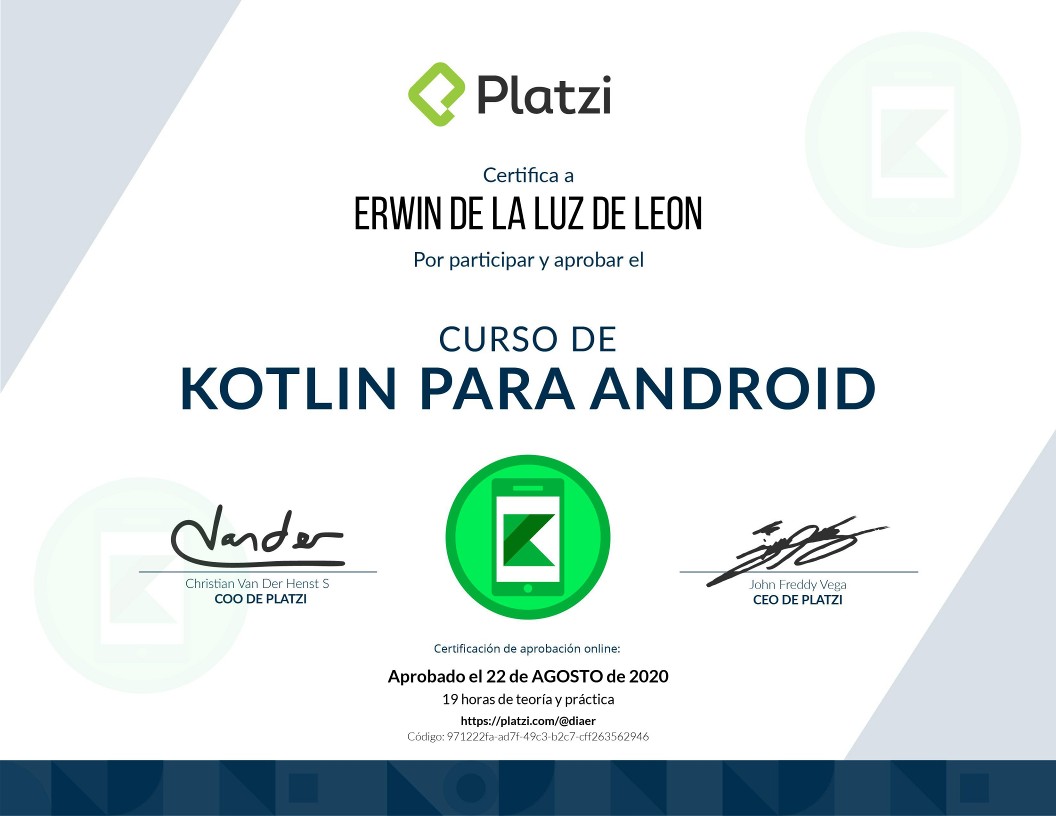 Platzi
Certifica a
ERWIN DE LA LUZ DE LEON
Por participar y aprobar el
CURSO DE
KOTLIN PARA ANDROID
Vander
Christian Van Der Henst S
COO DE PLATZI
John Freddy Vega
CEO DE PLATZI
Certificación de aprobación online:
Aprobado el 22 de AGOSTO de 2020
19 horas de teoría y práctica
https://platzi.com/@diaer
Código: 971222fa-ad7f-49c3-b2c7-cff263562946